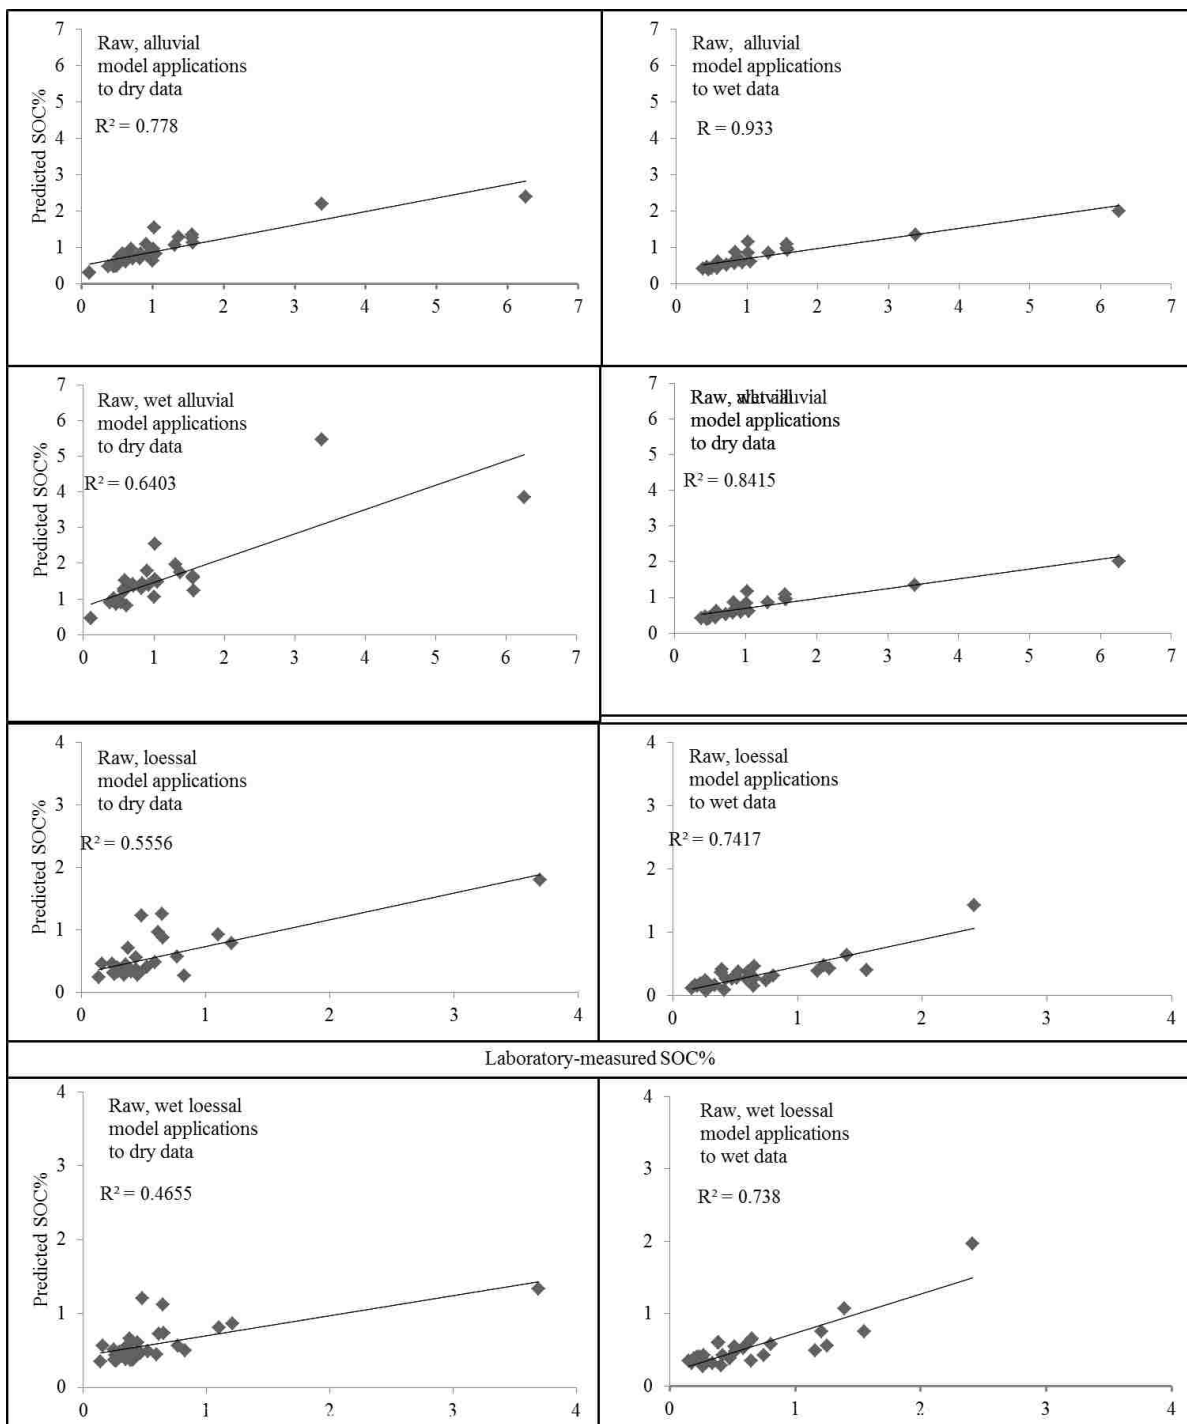 7
6
5
4
3
2
1
0
Predicted SOC%
Raw, alluvial
model applications
to dry data
R² = 0.778
0 1 2 3 4 5 6 7
7
6
5
4
3
2
1
0
Raw, alluvial
model applications
to wet data
R = 0.933
0 1 2 3 4 5 6 7
7
6
5
4
3
2
1
0
Predicted SOC%
Raw, wet alluvial
model applications
to dry data
R² = 0.6403
0 1 2 3 4 5 6 7
7
6
5
4
3
2
1
0
Raw,
model applications
to dry data
R² = 0.8415
0 1 2 3 4 5 6 7
4
3
2
1
0
Predicted SOC%
Raw, loessal
model applications
to dry data
R² = 0.5556
0 1 2 3 4
4
3
2
1
0
Raw, loessal
model applications
to wet data
R² = 0.7417
0 1 2 3 4
Laboratory-measured SOC%
4
3
2
1
0
Predicted SOC%
Raw, wet loessal
model applications
to dry data
R² = 0.4655
0 1 2 3 4
4
3
2
1
0
Raw, wet loessal
model applications
to wet data
R² = 0.738
0 1 2 3 4